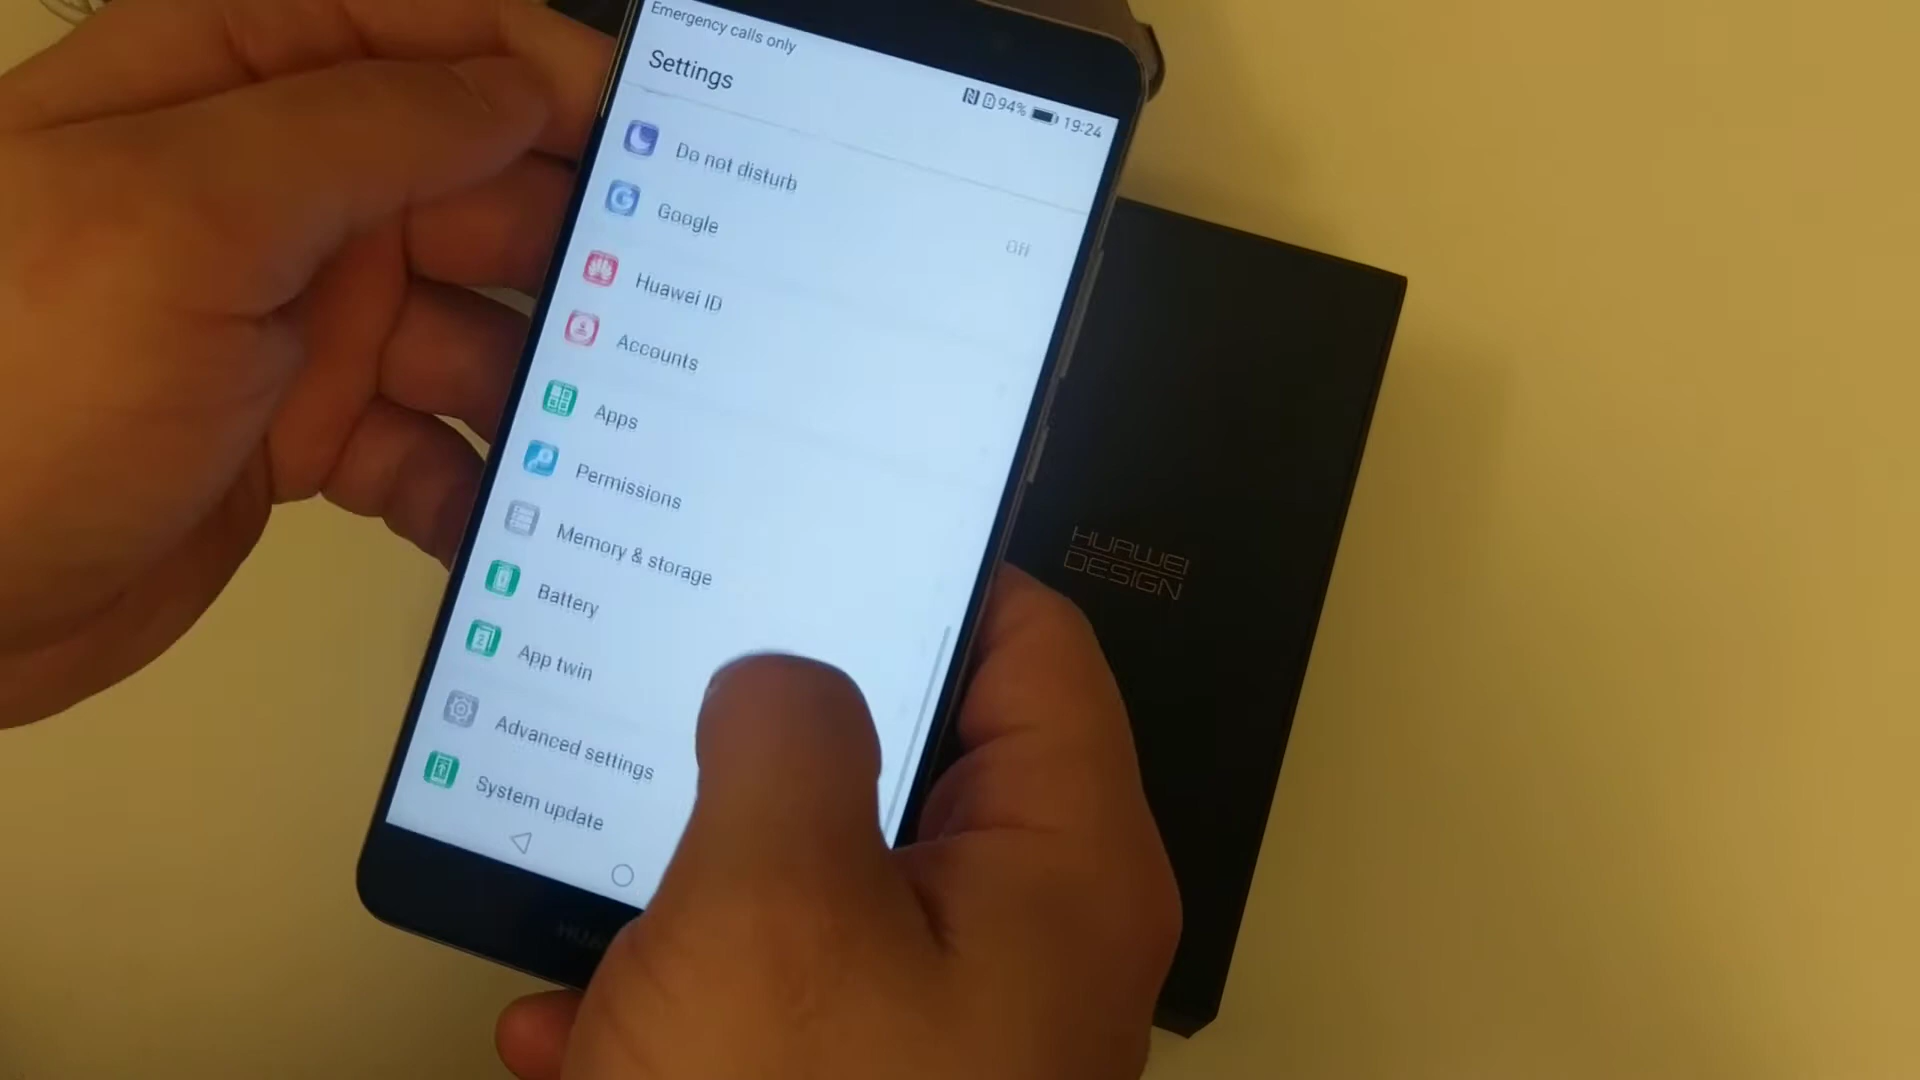 Emergency calls only
94% 19:24
Settings
Do not disturb
Off
Google
Huawei ID
Accounts
Apps
Permissions
Memory & storage
Battery
App twin
Advanced settings
System update
HUAWEI
DESIGN